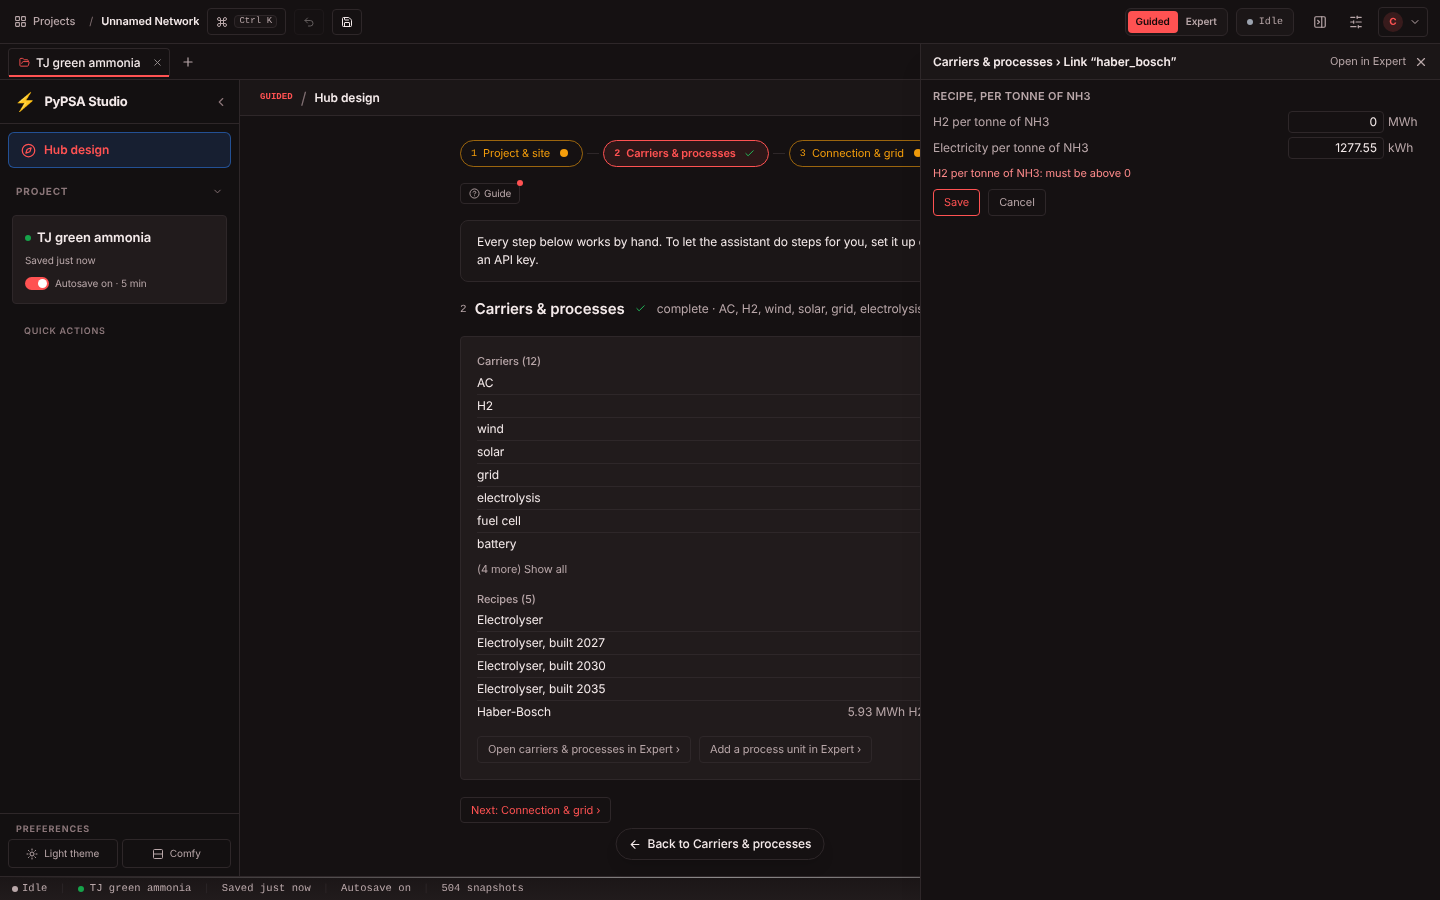 Projects / Unnamed Network Ctrl K Guided Expert Idle C
TJ green ammonia
Carriers & processes › Link “haber_bosch” Open in Expert
PyPSA Studio
GUIDED / Hub design
Hub design
PROJECT
TJ green ammonia
Saved just now
Autosave on · 5 min
QUICK ACTIONS
PREFERENCES
Light theme Comfy
1 Project & site 2 Carriers & processes 3 Connection & grid
Guide
Every step below works by hand. To let the assistant do steps for you, set it up
an API key.
2 Carriers & processes complete · AC, H2, wind, solar, grid, electrolysis
Carriers (12)
AC
H2
wind
solar
grid
electrolysis
fuel cell
battery
(4 more) Show all
Recipes (5)
Electrolyser
Electrolyser, built 2027
Electrolyser, built 2030
Electrolyser, built 2035
Haber-Bosch 5.93 MWh H2
Open carriers & processes in Expert › Add a process unit in Expert ›
Next: Connection & grid ›
Back to Carriers & processes
RECIPE, PER TONNE OF NH3
H2 per tonne of NH3 0 MWh
Electricity per tonne of NH3 1277.55 kWh
H2 per tonne of NH3: must be above 0
Save Cancel
Idle TJ green ammonia Saved just now Autosave on 504 snapshots